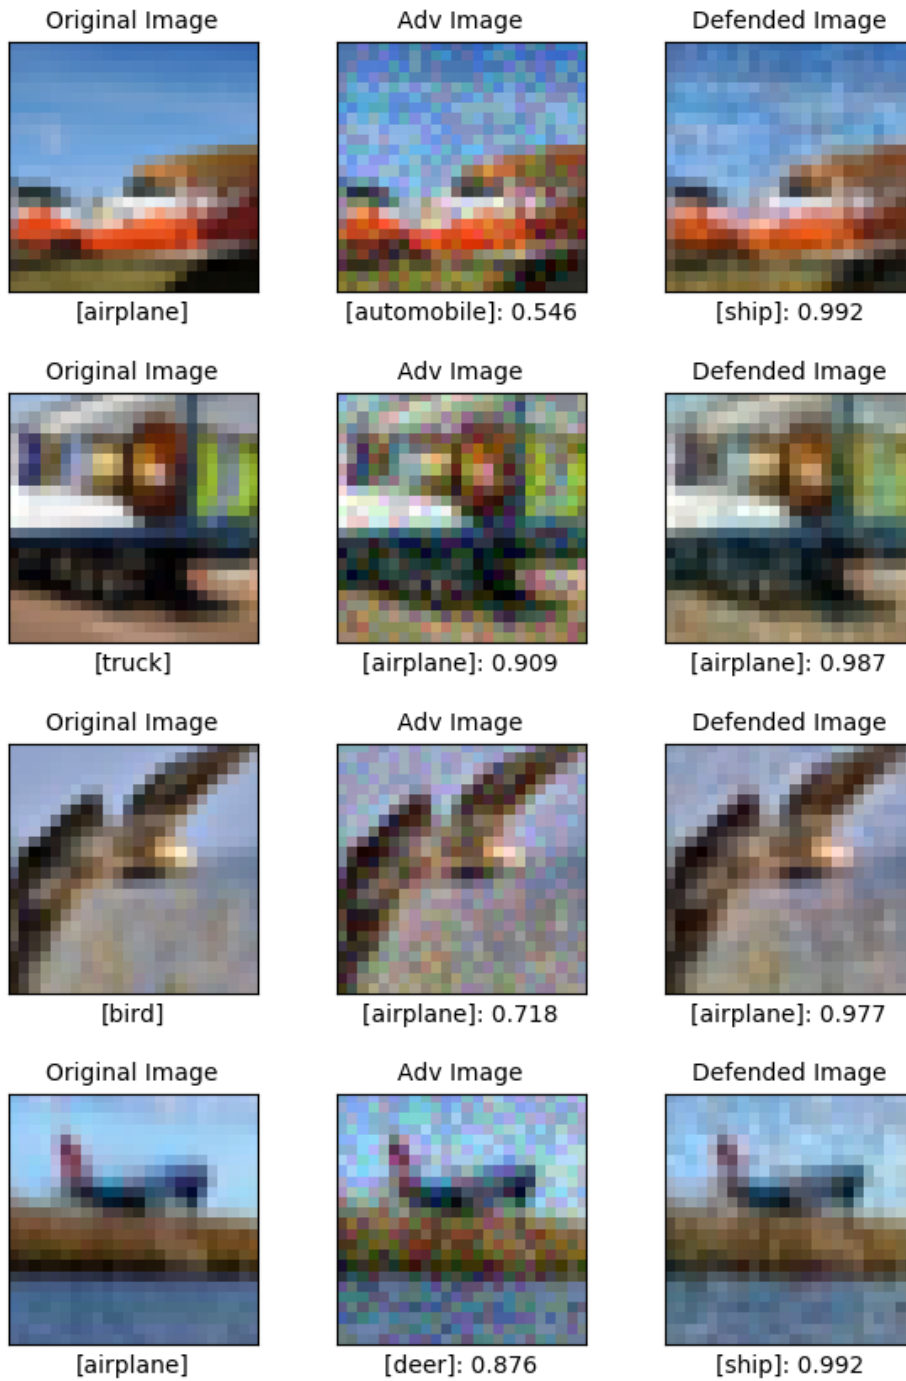 Original Image Adv Image Defended Image
[airplane] [automobile]: 0.546 [ship]: 0.992
Original Image Adv Image Defended Image
[truck] [airplane]: 0.909 [airplane]: 0.987
Original Image Adv Image Defended Image
[bird] [airplane]: 0.718 [airplane]: 0.977
Original Image Adv Image Defended Image
[airplane] [deer]: 0.876 [ship]: 0.992